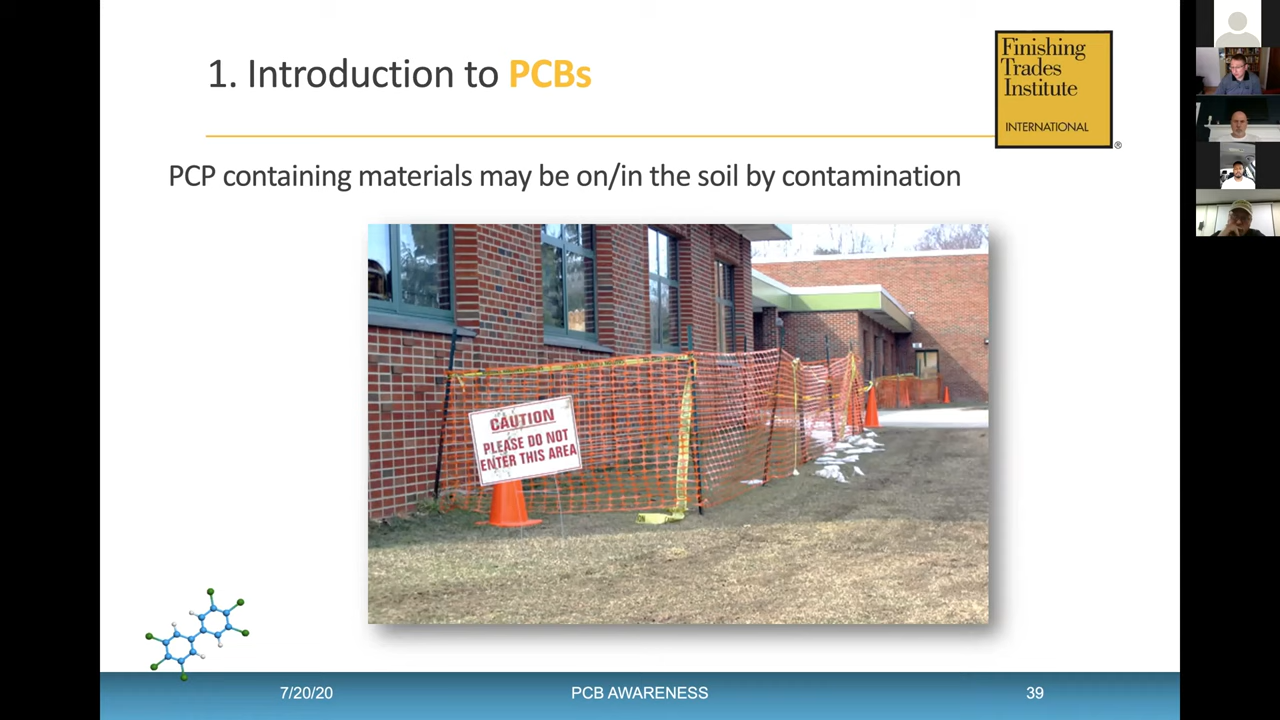 1. Introduction to PCBs
Finishing
Trades
Institute
INTERNATIONAL
®
PCP containing materials may be on/in the soil by contamination
CAUTION
PLEASE DO NOT
ENTER THIS AREA
7/20/20
PCB AWARENESS
39